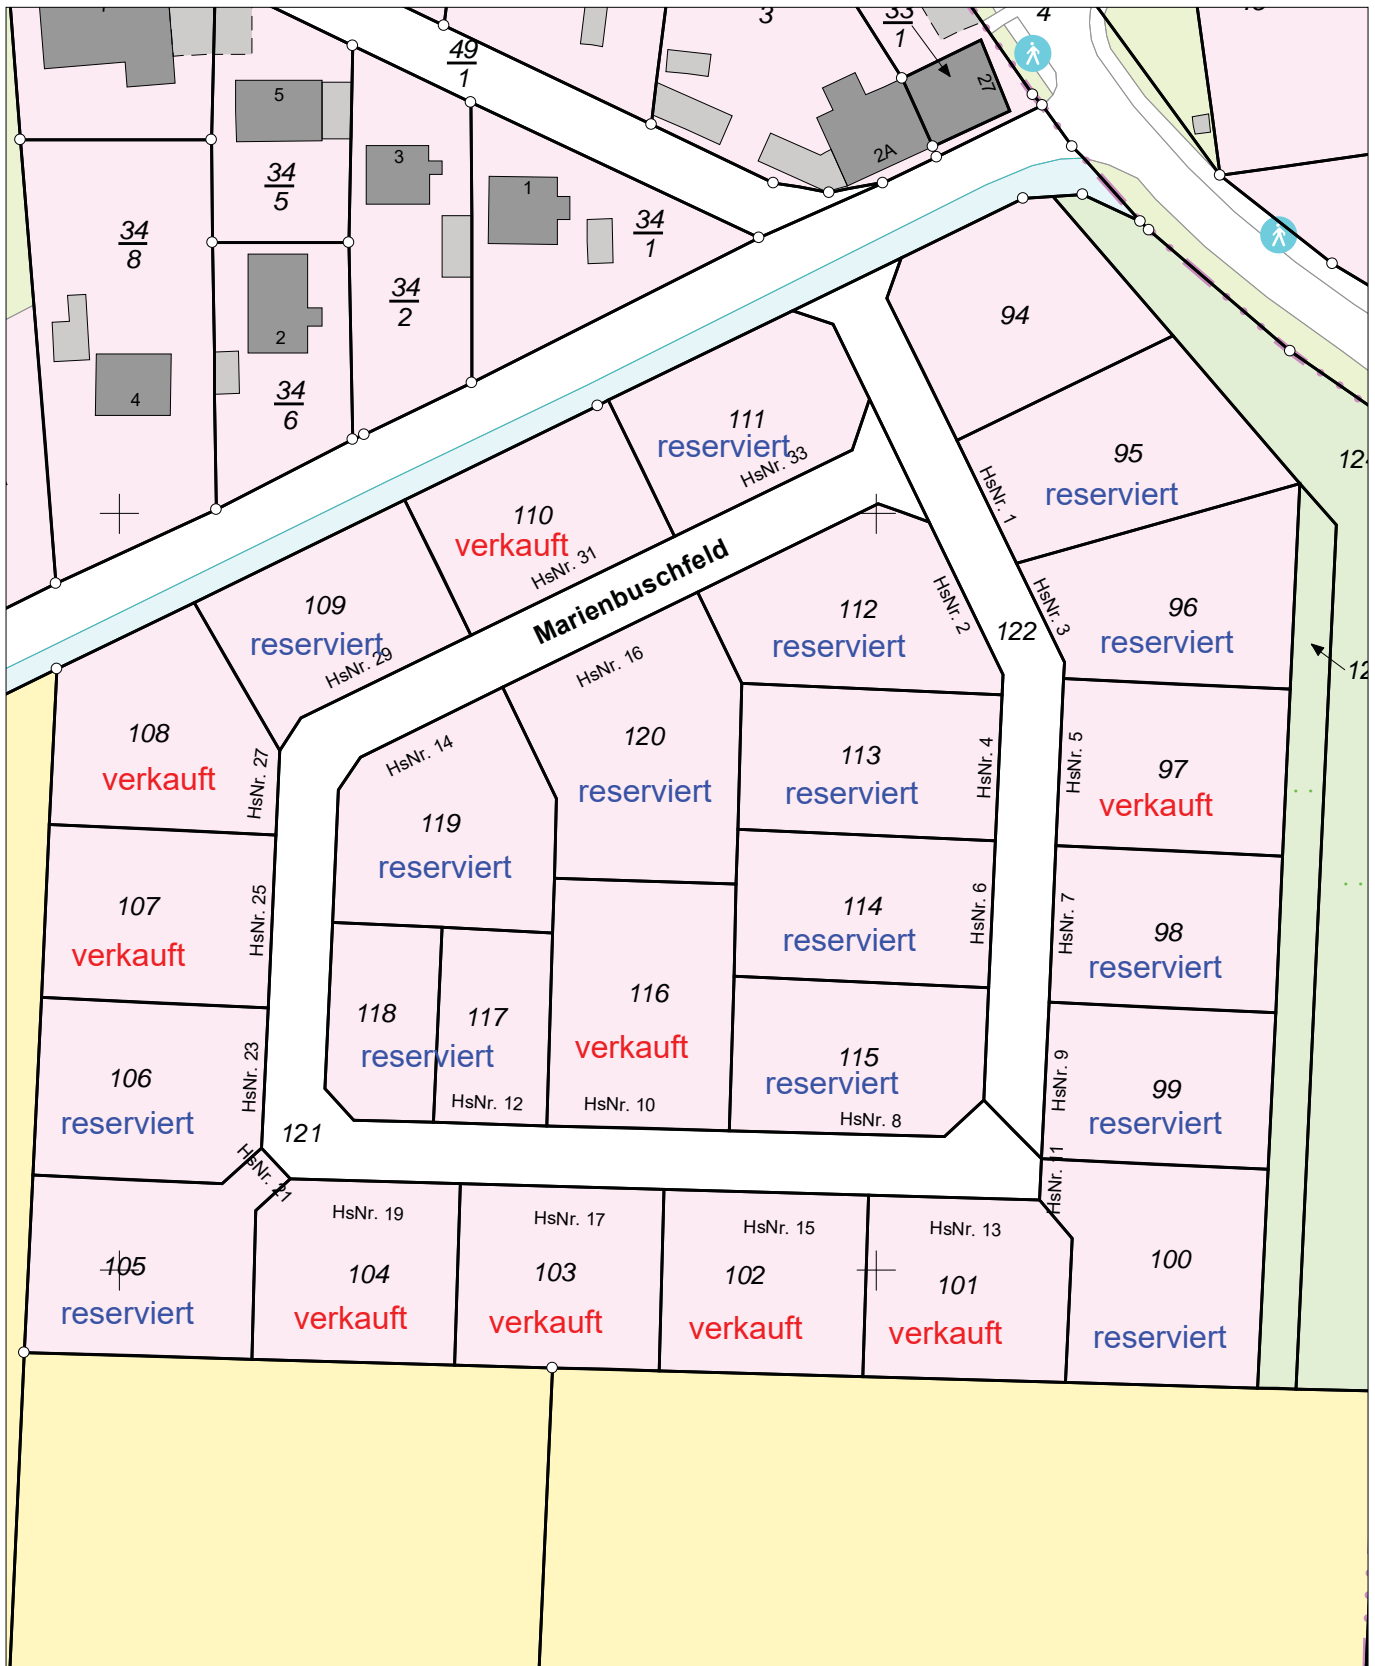 3
33
1
4
49
1
27
5
3
2A
34
5
1
34
8
34
1
34
2
2
34
6
4
94
111
reserviert
HsNr. 33
95
reserviert
HsNr. 1
110
verkauft
HsNr. 31
Marienbuschfeld
109
reserviert
HsNr. 29
112
reserviert
HsNr. 2
122
HsNr. 3
96
reserviert
HsNr. 16
108
verkauft
HsNr. 27
HsNr. 14
120
reserviert
113
reserviert
HsNr. 4
HsNr. 5
97
verkauft
119
reserviert
107
verkauft
HsNr. 25
114
reserviert
HsNr. 6
HsNr. 7
98
reserviert
118
117
reserviert
HsNr. 12
116
verkauft
HsNr. 10
115
reserviert
HsNr. 8
106
reserviert
HsNr. 23
HsNr. 9
99
reserviert
121
HsNr. 21
HsNr. 11
HsNr. 19
HsNr. 17
HsNr. 15
HsNr. 13
105
reserviert
104
verkauft
103
verkauft
102
verkauft
101
verkauft
100
reserviert